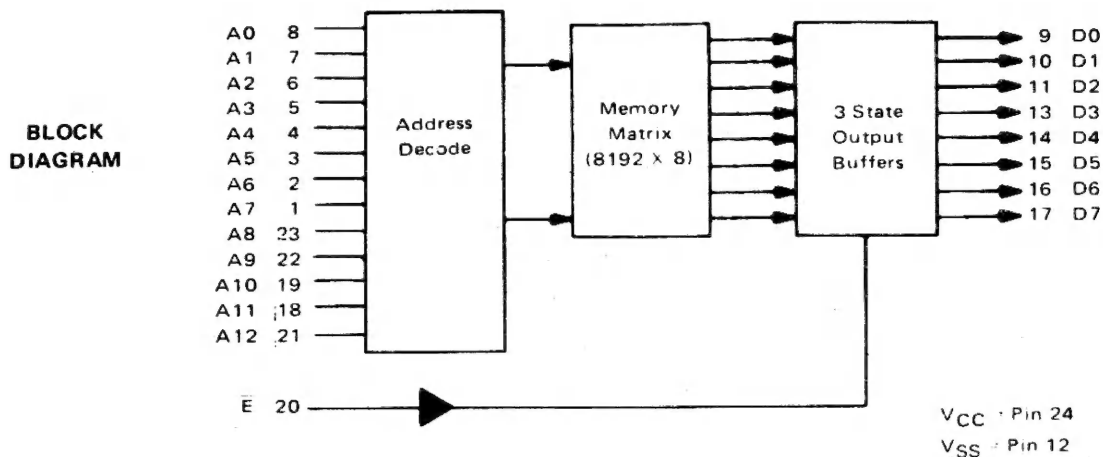 BLOCK
DIAGRAM
A0 8
A1 7
A2 6
A3 5
A4 4
A5 3
A6 2
A7 1
A8 23
A9 22
A10 19
A11 18
A12 21
E̅ 20
Address
Decode
Memory
Matrix
(8192 X 8)
3 State
Output
Buffers
9 D0
10 D1
11 D2
13 D3
14 D4
15 D5
16 D6
17 D7
VCC = Pin 24
VSS = Pin 12